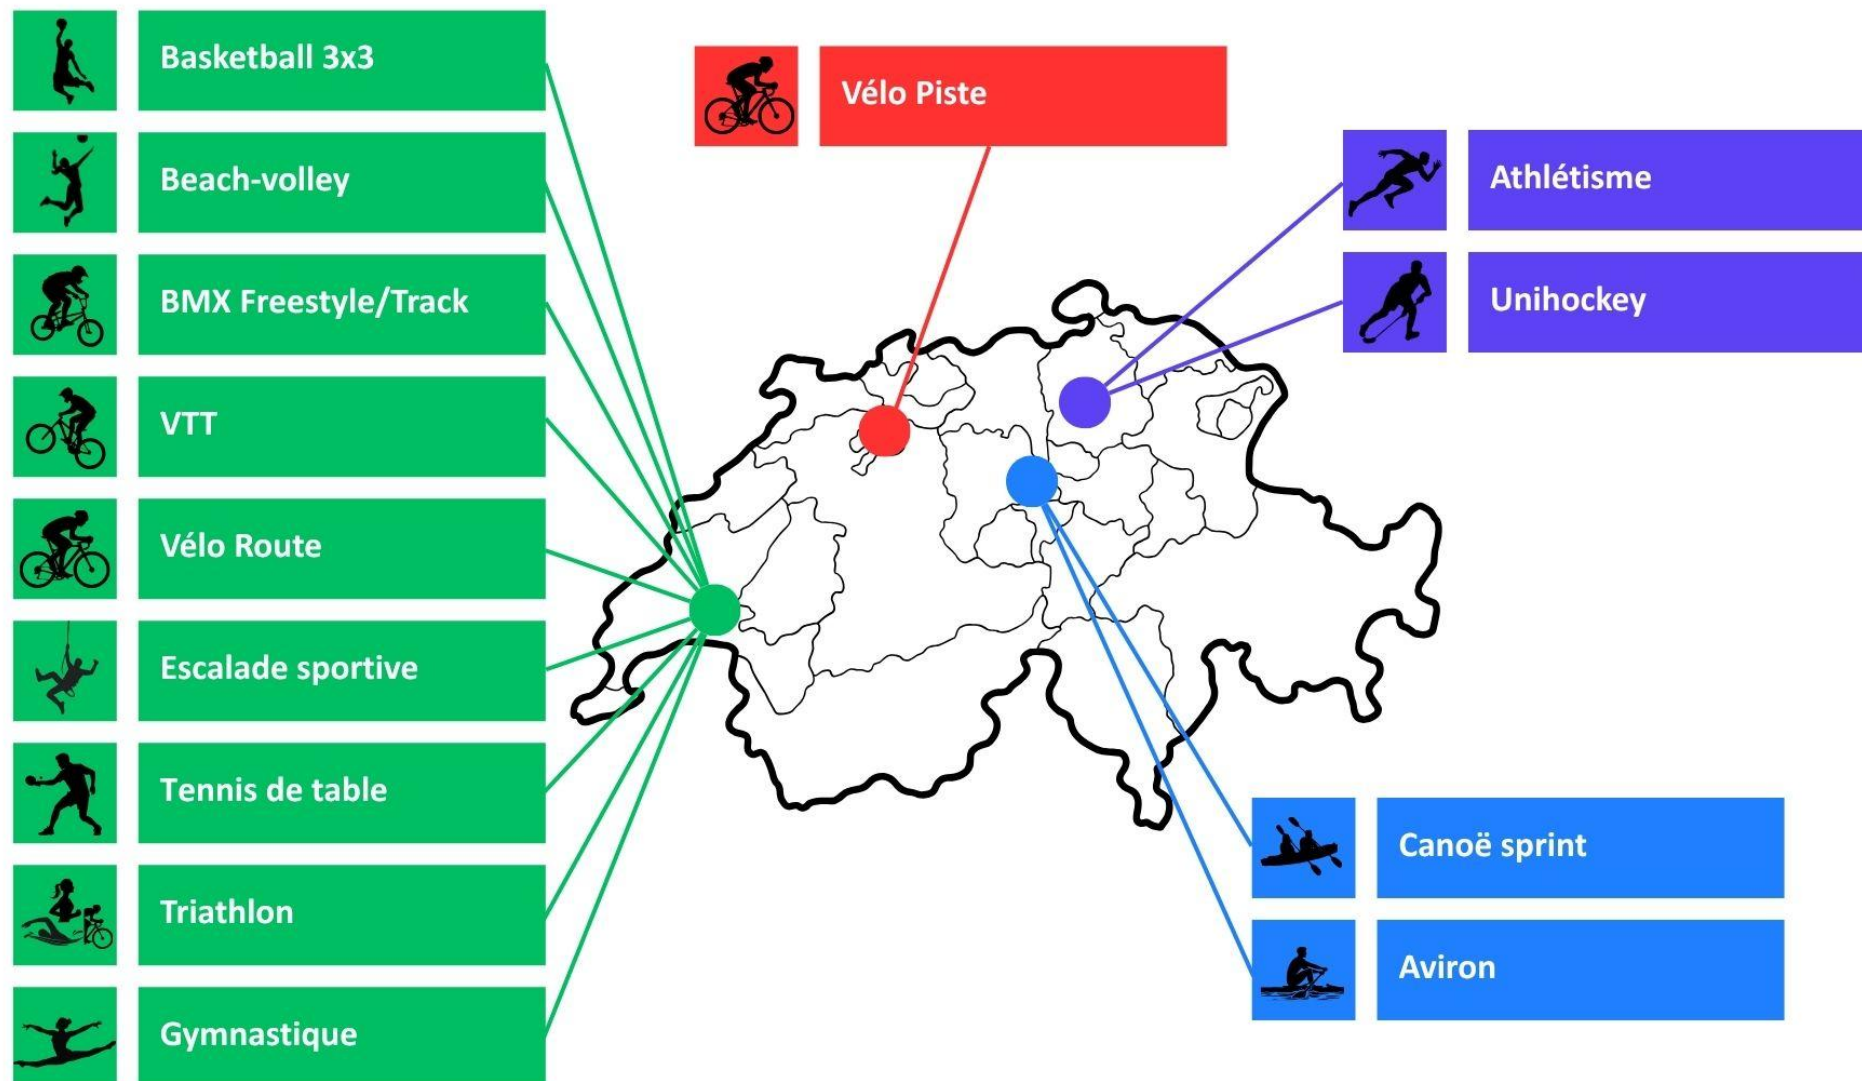 Basketball 3x3
Beach-volley
BMX Freestyle/Track
VTT
Vélo Route
Escalade sportive
Tennis de table
Triathlon
Gymnastique
Vélo Piste
Athlétisme
Unihockey
Canoë sprint
Aviron